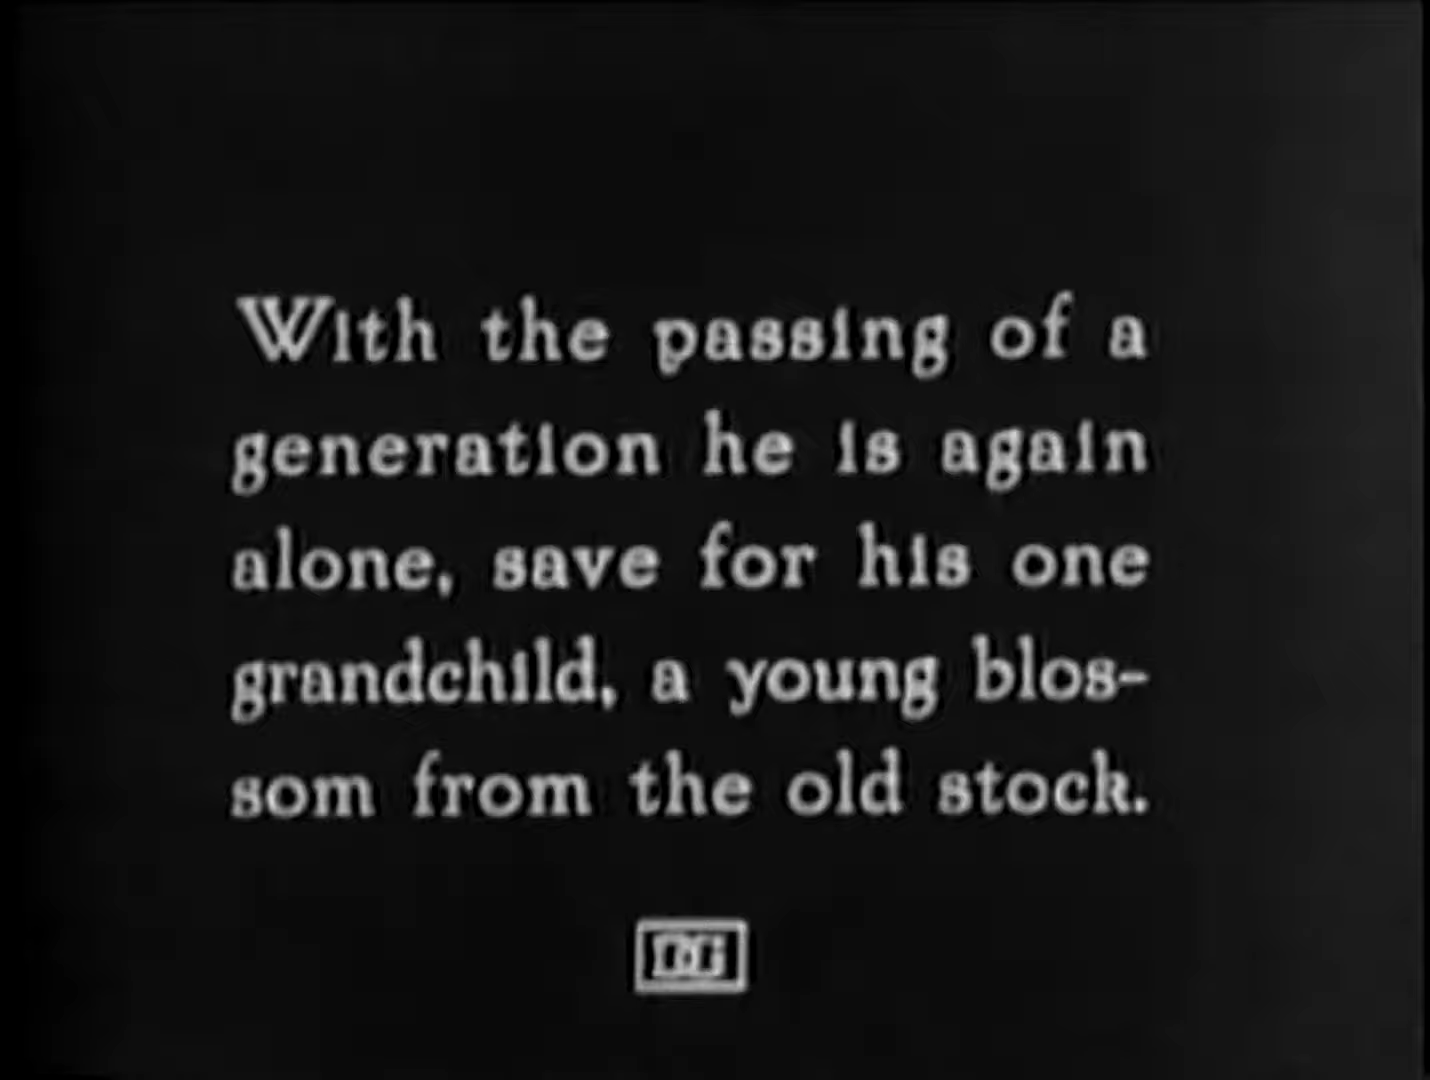 With the passing of a
generation he is again
alone, save for his one
grandchild, a young blos-
som from the old stock.
DG